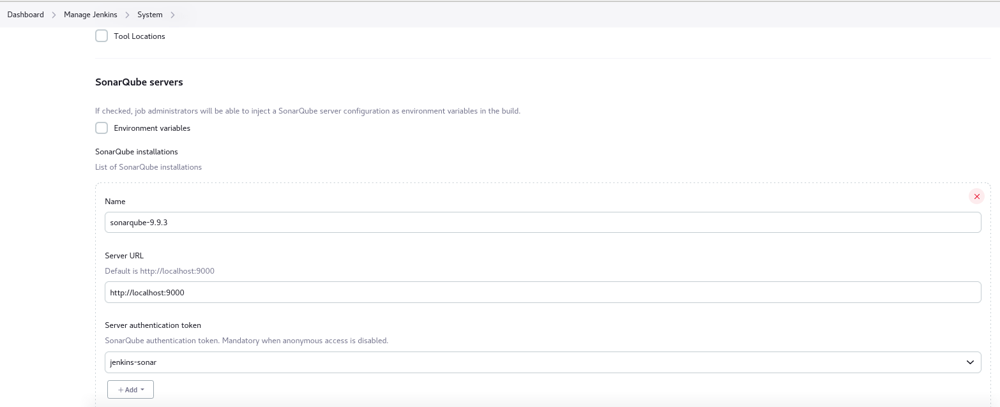 Dashboard > Manage Jenkins > System >
Tool Locations
SonarQube servers
If checked, job administrators will be able to inject a SonarQube server configuration as environment variables in the build.
Environment variables
SonarQube installations
List of SonarQube installations
Name
sonarqube-9.9.3
Server URL
Default is http://localhost:9000
http://localhost:9000
Server authentication token
SonarQube authentication token. Mandatory when anonymous access is disabled.
jenkins-sonar
+ Add